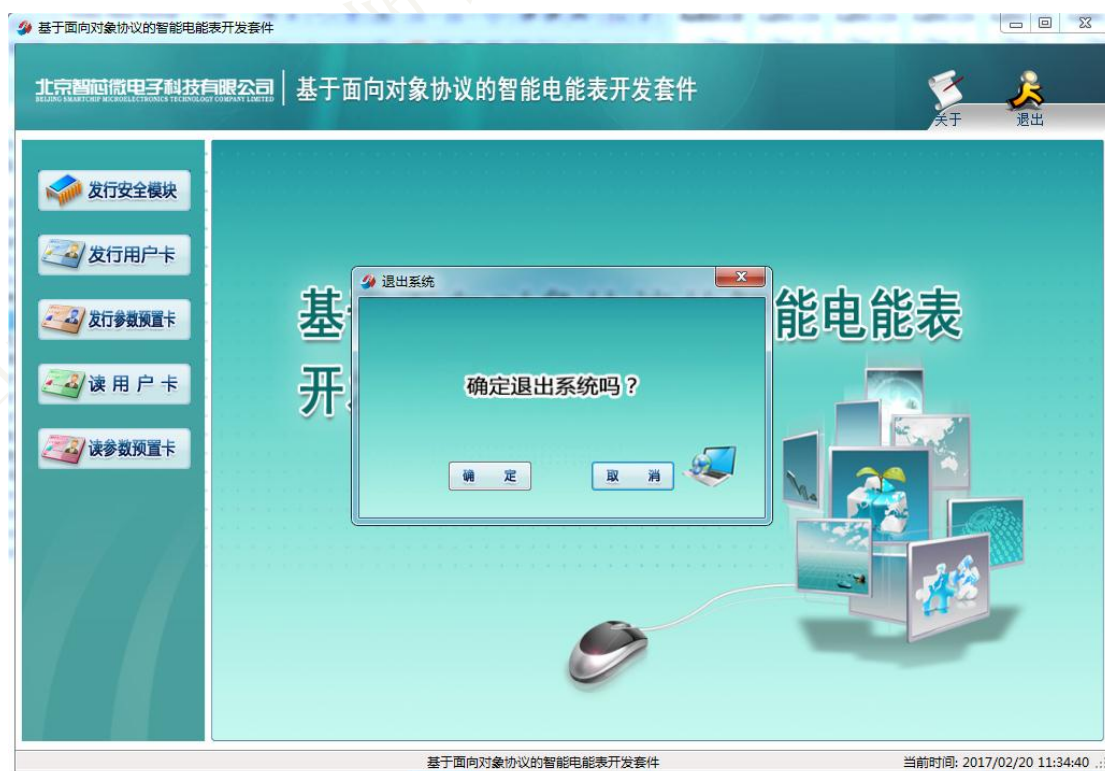 基于面向对象协议的智能电能表开发套件
北京智芯微电子科技有限公司
BEIJING SMARTCHIP MICROELECTRONICS TECHNOLOGY COMPANY LIMITED
基于面向对象协议的智能电能表开发套件
关于
退出
发行安全模块
发行用户卡
发行参数预置卡
读用户卡
读参数预置卡
基
能电能表
开
退出系统
确定退出系统吗？
确 定
取 消
基于面向对象协议的智能电能表开发套件
当前时间: 2017/02/20 11:34:40